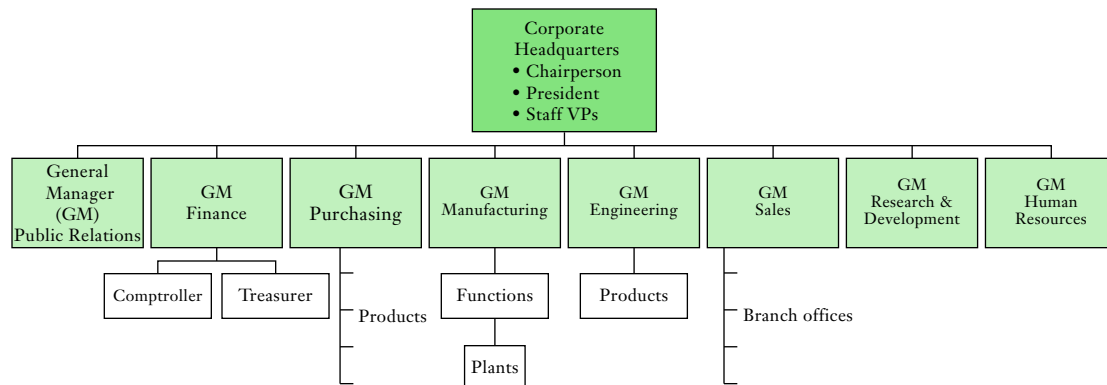 Corporate
Headquarters
• Chairperson
• President
• Staff VPs
General
Manager
(GM)
Public Relations
GM
Finance
GM
Purchasing
GM
Manufacturing
GM
Engineering
GM
Sales
GM
Research &
Development
GM
Human
Resources
Comptroller
Treasurer
Products
Functions
Plants
Products
Branch offices